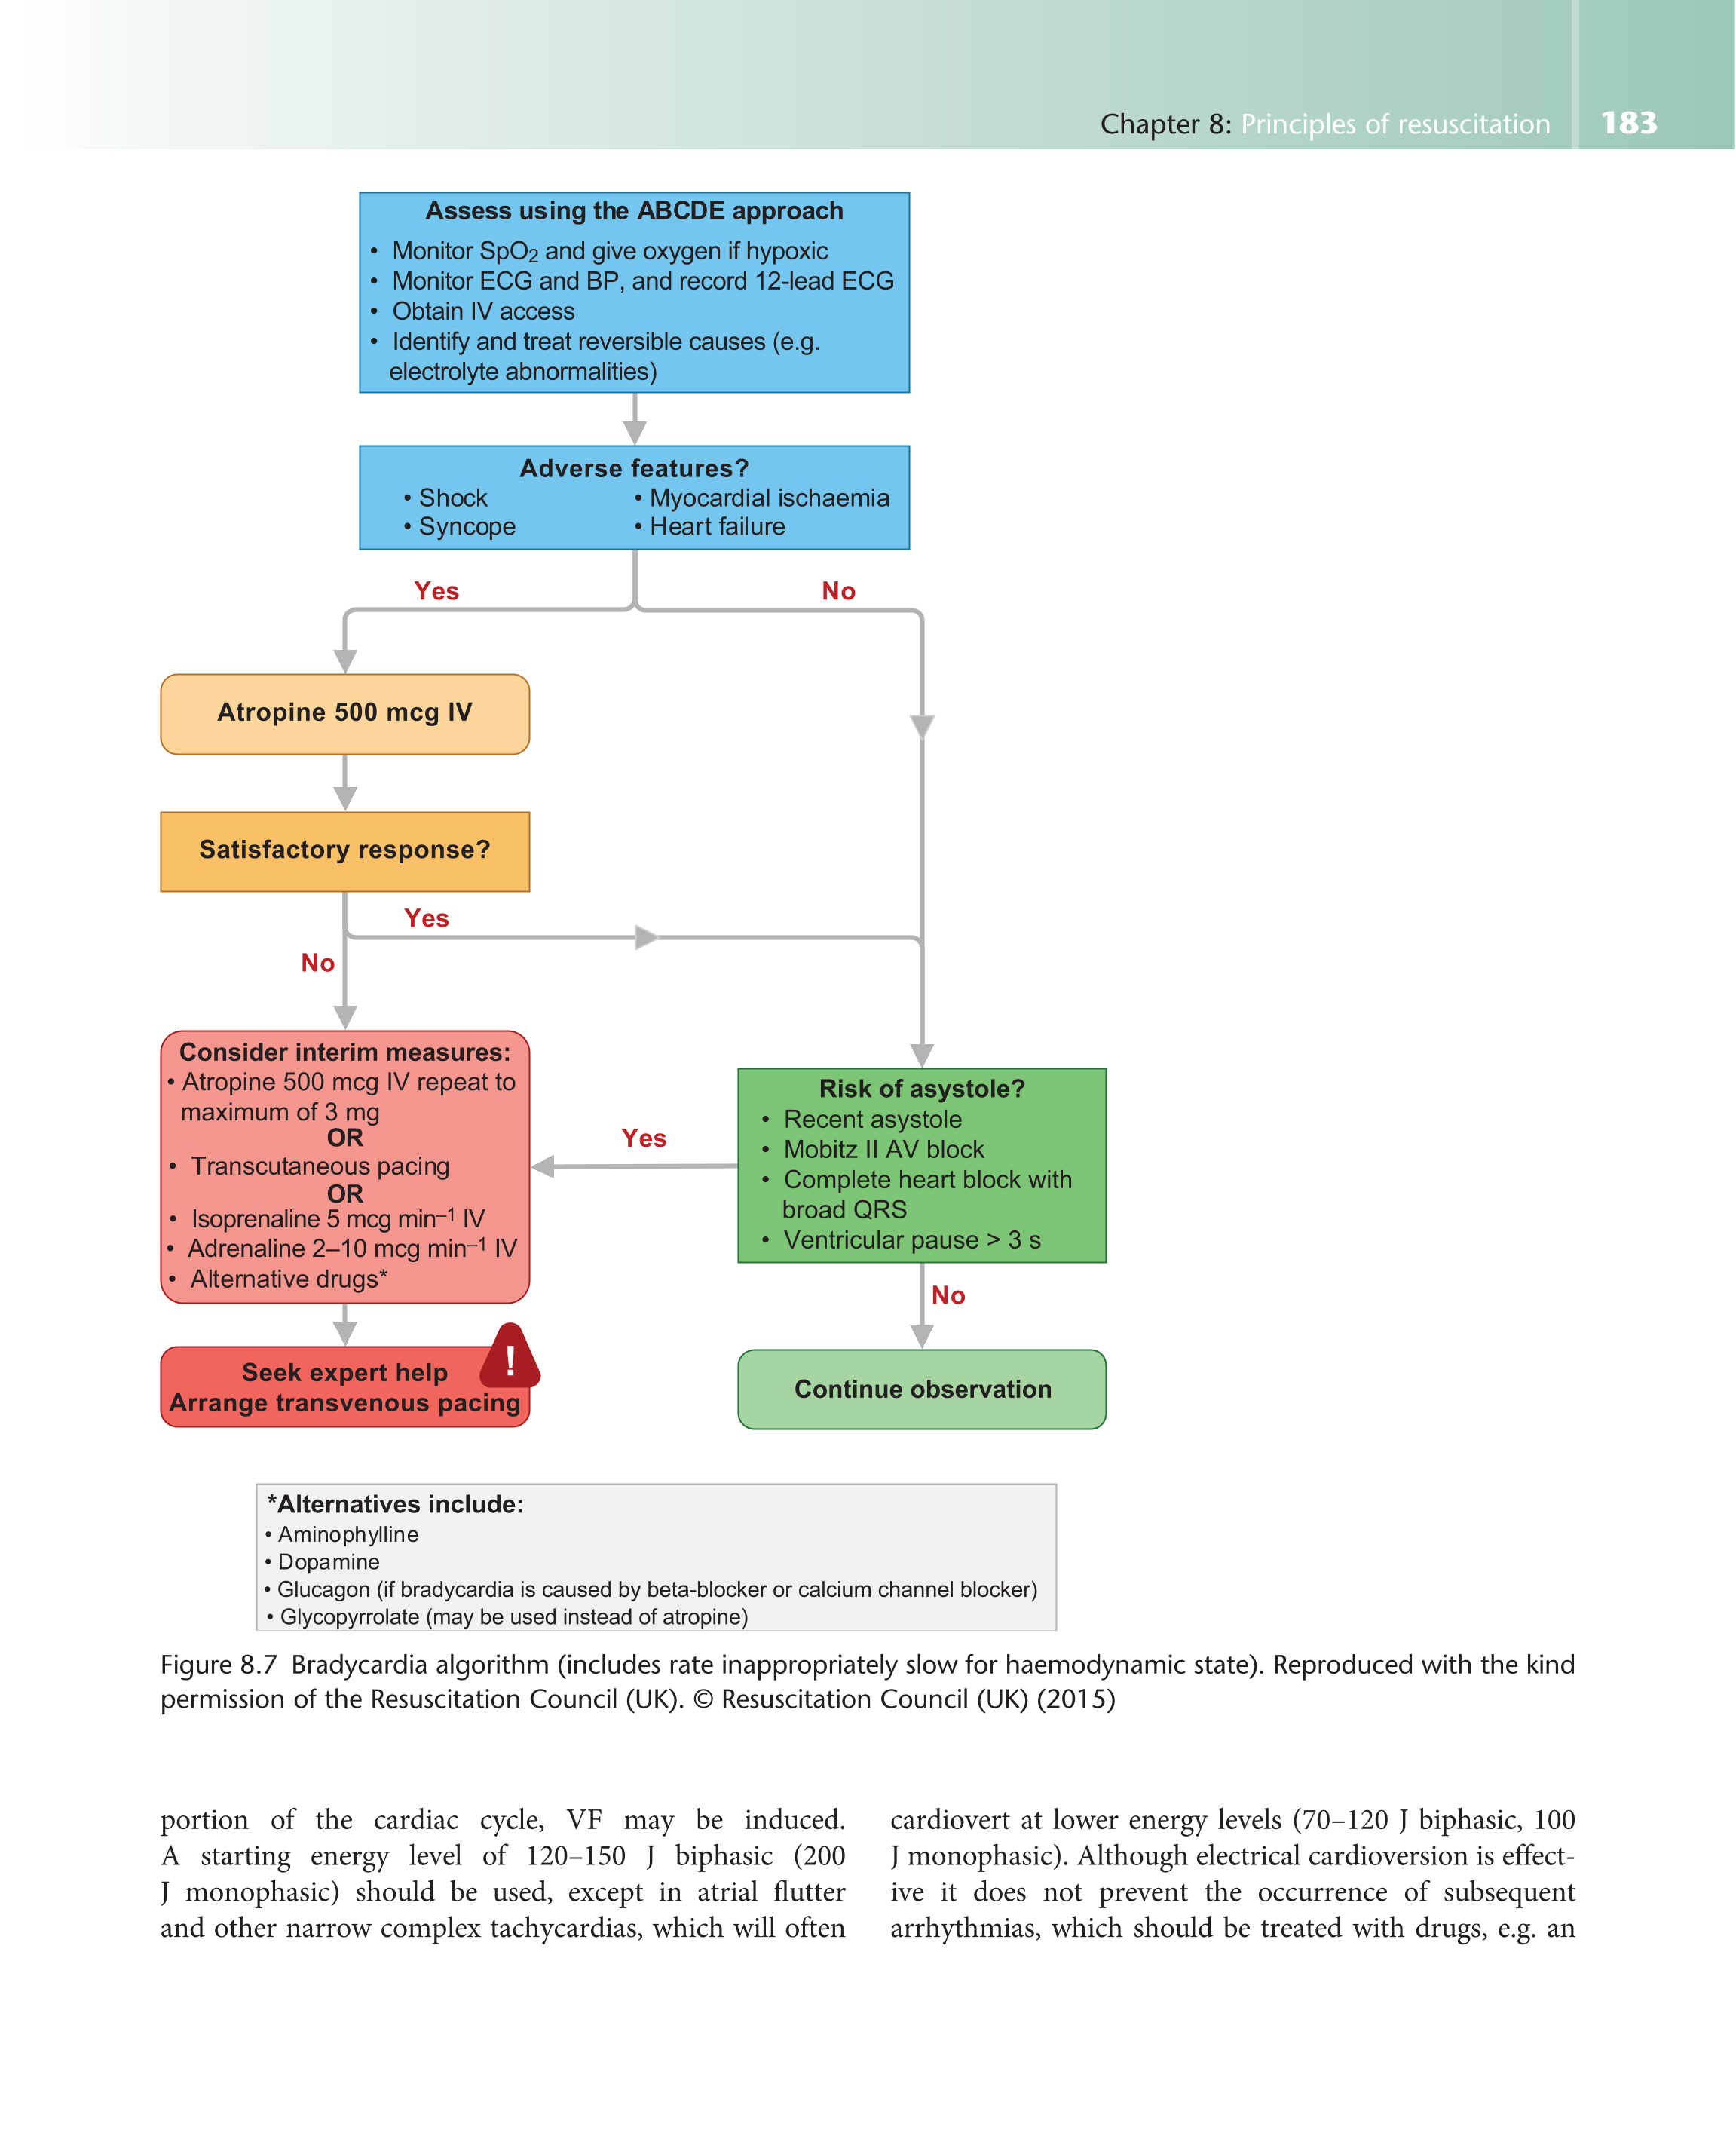 Chapter 8: Principles of resuscitation 183
Assess using the ABCDE approach
• Monitor SpO2 and give oxygen if hypoxic
• Monitor ECG and BP, and record 12-lead ECG
• Obtain IV access
• Identify and treat reversible causes (e.g.
electrolyte abnormalities)
Adverse features?
• Shock • Myocardial ischaemia
• Syncope • Heart failure
Yes No
Atropine 500 mcg IV
Satisfactory response?
Yes
No
Consider interim measures:
• Atropine 500 mcg IV repeat to
maximum of 3 mg
OR
• Transcutaneous pacing
OR
• Isoprenaline 5 mcg min–1 IV
• Adrenaline 2–10 mcg min–1 IV
• Alternative drugs*
Yes
Risk of asystole?
• Recent asystole
• Mobitz II AV block
• Complete heart block with
broad QRS
• Ventricular pause > 3 s
No
!
Seek expert help
Arrange transvenous pacing
Continue observation
*Alternatives include:
• Aminophylline
• Dopamine
• Glucagon (if bradycardia is caused by beta-blocker or calcium channel blocker)
• Glycopyrrolate (may be used instead of atropine)
Figure 8.7 Bradycardia algorithm (includes rate inappropriately slow for haemodynamic state). Reproduced with the kind
permission of the Resuscitation Council (UK). © Resuscitation Council (UK) (2015)
portion of the cardiac cycle, VF may be induced.
A starting energy level of 120–150 J biphasic (200
J monophasic) should be used, except in atrial flutter
and other narrow complex tachycardias, which will often
cardiovert at lower energy levels (70–120 J biphasic, 100
J monophasic). Although electrical cardioversion is effect-
ive it does not prevent the occurrence of subsequent
arrhythmias, which should be treated with drugs, e.g. an